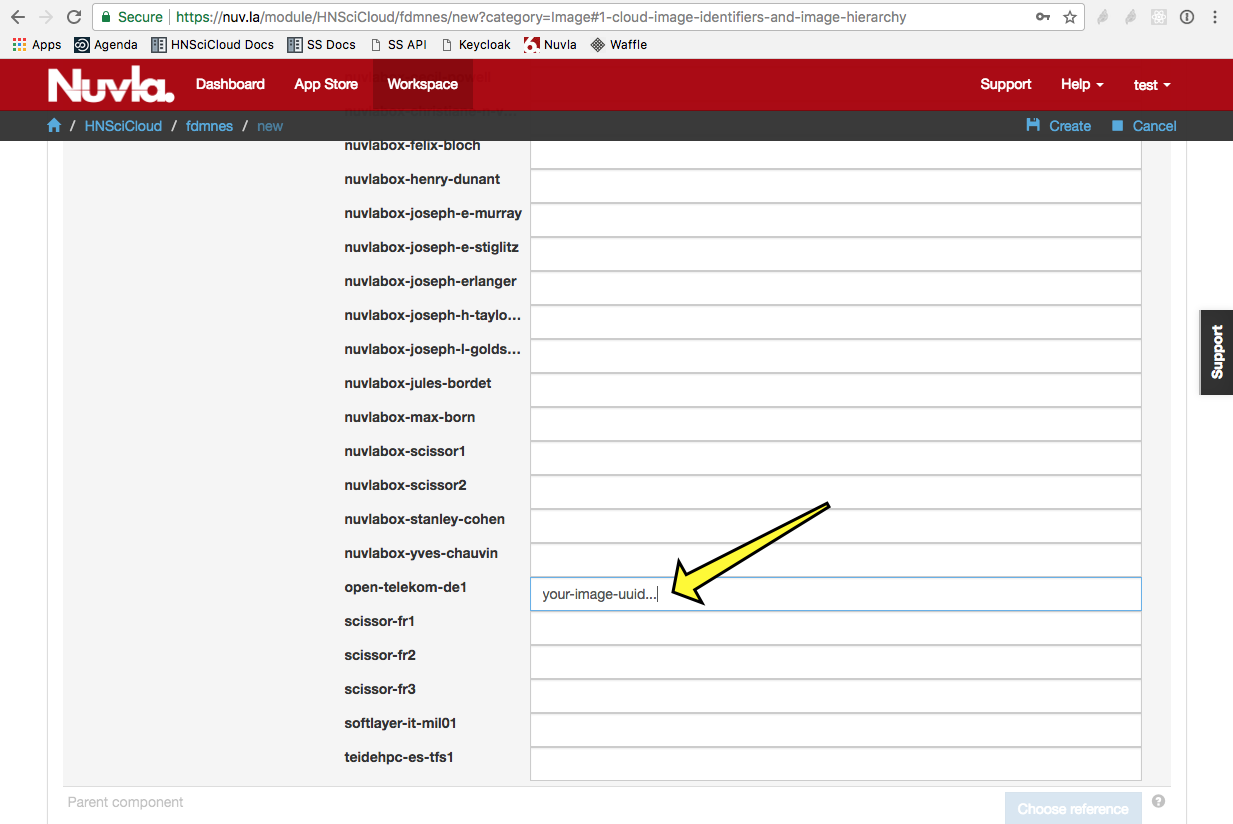 Secure https://nuv.la/module/HNSciCloud/fdmnes/new?category=Image#1-cloud-image-identifiers-and-image-hierarchy
Apps Agenda HNSciCloud Docs SS Docs SS API Keycloak Nuvla Waffle
Nuvla. Dashboard App Store Workspace Support Help test
/ HNSciCloud / fdmnes / new Create Cancel
nuvlabox-felix-bloch
nuvlabox-henry-dunant
nuvlabox-joseph-e-murray
nuvlabox-joseph-e-stiglitz
nuvlabox-joseph-erlanger
nuvlabox-joseph-h-taylo...
nuvlabox-joseph-l-golds...
nuvlabox-jules-bordet
nuvlabox-max-born
nuvlabox-scissor1
nuvlabox-scissor2
nuvlabox-stanley-cohen
nuvlabox-yves-chauvin
open-telekom-de1 your-image-uuid...
scissor-fr1
scissor-fr2
scissor-fr3
softlayer-it-mil01
teidehpc-es-tfs1
Support
Parent component Choose reference ?